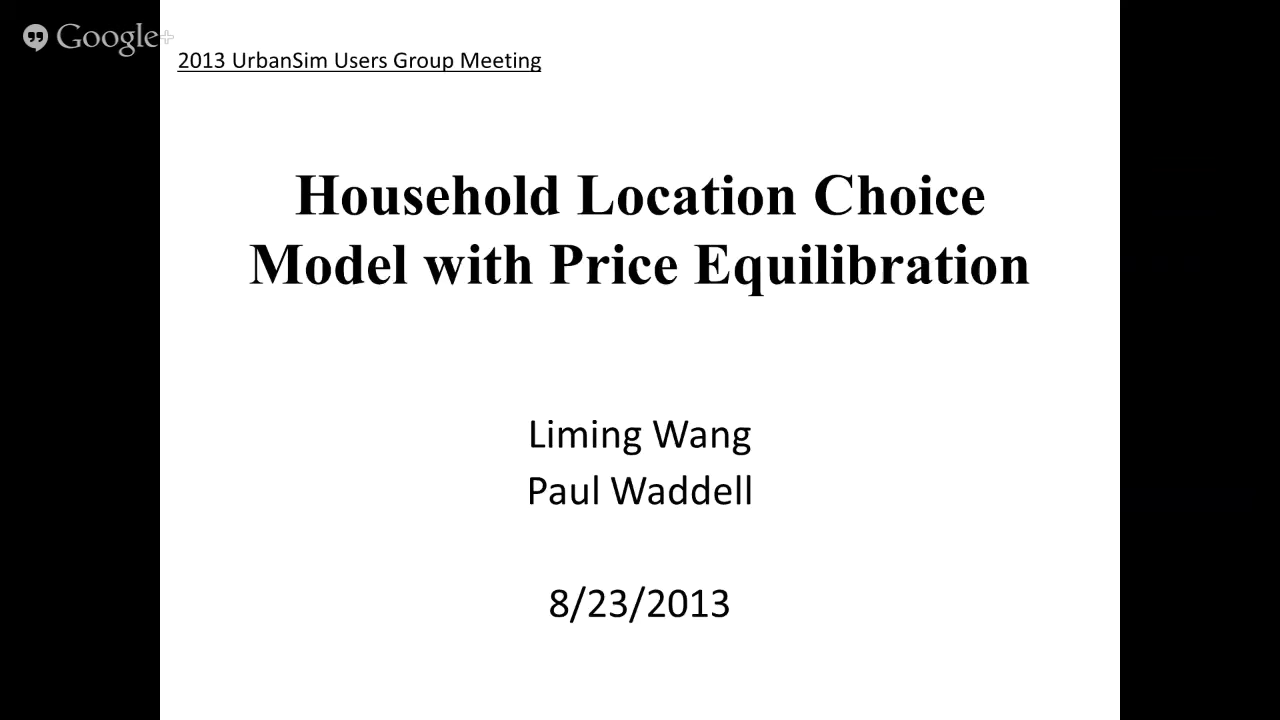 Google+
2013 UrbanSim Users Group Meeting
Household Location Choice
Model with Price Equilibration
Liming Wang
Paul Waddell
8/23/2013